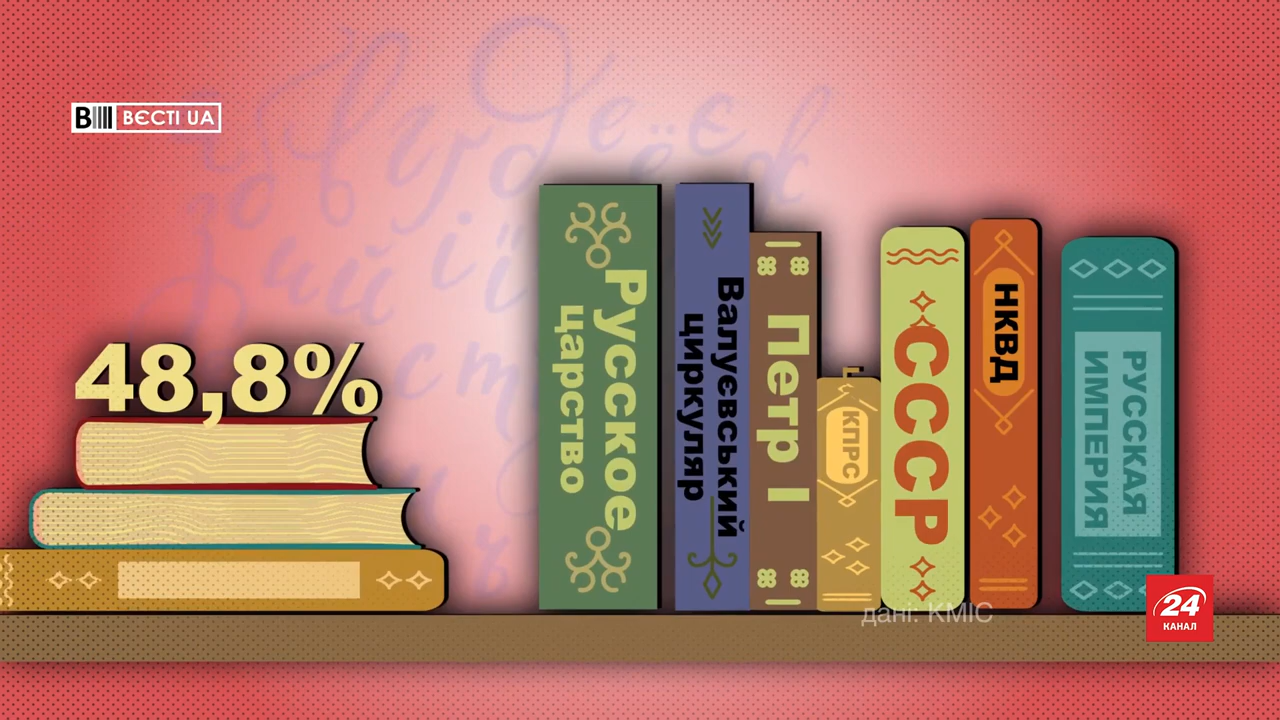 В
ВЄСТІ UA
48,8%
Русское
царство
Валуєвський
циркуляр
Петр I
КПРС
СССР
НКВД
РУССКАЯ
ИМПЕРИЯ
дані: КМІС
24
КАНАЛ